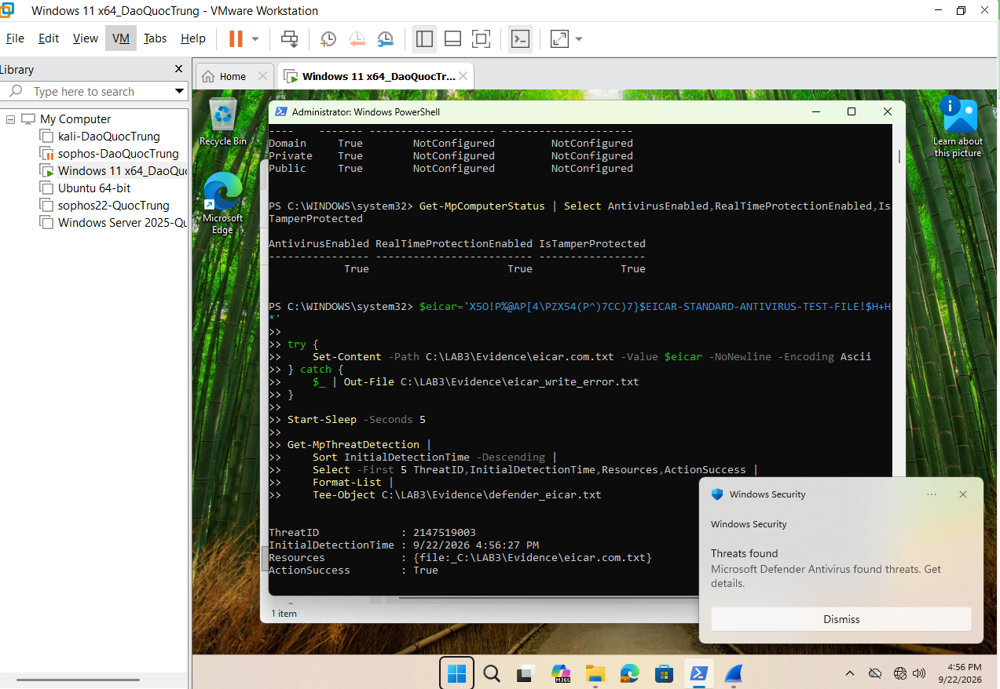 Windows 11 x64_DaoQuocTrung - VMware Workstation
File Edit View VM Tabs Help
Library
Type here to search
My Computer
kali-DaoQuocTrung
sophos-DaoQuocTrung
Windows 11 x64_DaoQuo
Ubuntu 64-bit
sophos22-QuocTrung
Windows Server 2025-Qu
Home
Windows 11 x64_DaoQuocTr...
Recycle Bin
Microsoft
Edge
Learn about
this picture
Administrator: Windows PowerShell
---- ------- -------------------- ---------------------
Domain True NotConfigured NotConfigured
Private True NotConfigured NotConfigured
Public True NotConfigured NotConfigured
PS C:\WINDOWS\system32> Get-MpComputerStatus | Select AntivirusEnabled,RealTimeProtectionEnabled,Is
TamperProtected
AntivirusEnabled RealTimeProtectionEnabled IsTamperProtected
---------------- ------------------------- -----------------
True True True
PS C:\WINDOWS\system32> $eicar='X5O!P%@AP[4\PZX54(P^)7CC)7}$EICAR-STANDARD-ANTIVIRUS-TEST-FILE!$H+H
*'
>>
>> try {
>> Set-Content -Path C:\LAB3\Evidence\eicar.com.txt -Value $eicar -NoNewline -Encoding Ascii
>> } catch {
>> $_ | Out-File C:\LAB3\Evidence\eicar_write_error.txt
>> }
>>
>> Start-Sleep -Seconds 5
>>
>> Get-MpThreatDetection |
>> Sort InitialDetectionTime -Descending |
>> Select -First 5 ThreatID,InitialDetectionTime,Resources,ActionSuccess |
>> Format-List |
>> Tee-Object C:\LAB3\Evidence\defender_eicar.txt
ThreatID : 2147519003
InitialDetectionTime : 9/22/2026 4:56:27 PM
Resources : {file:_C:\LAB3\Evidence\eicar.com.txt}
ActionSuccess : True
1 item
Windows Security
Windows Security
Threats found
Microsoft Defender Antivirus found threats. Get
details.
Dismiss
M365
4:56 PM
9/22/2026